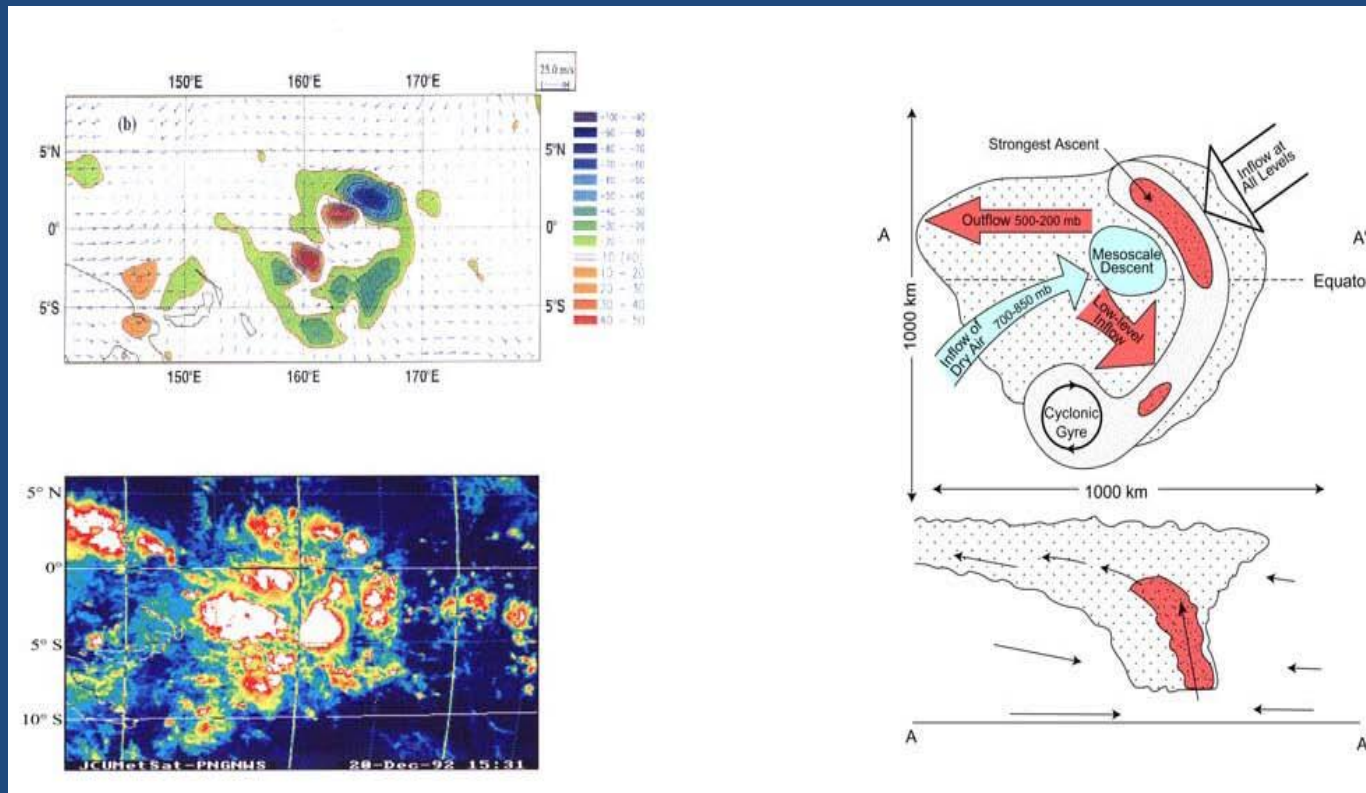 25.0 m/s
150°E 160°E 170°E
(b)
5°N 5°N
0° 0°
5°S 5°S
150°E 160°E 170°E
5° N
0°
5° S
10° S
JCUMetSat-PNGNWS 20-Dec-92 15:31
Strongest Ascent
Inflow at
All Levels
A A'
Outflow 500-200 mb
Mesoscale
Descent
Equato
1000 km
Inflow of
Dry Air
700-850 mb
Low-level
Inflow
Cyclonic
Gyre
1000 km
A A